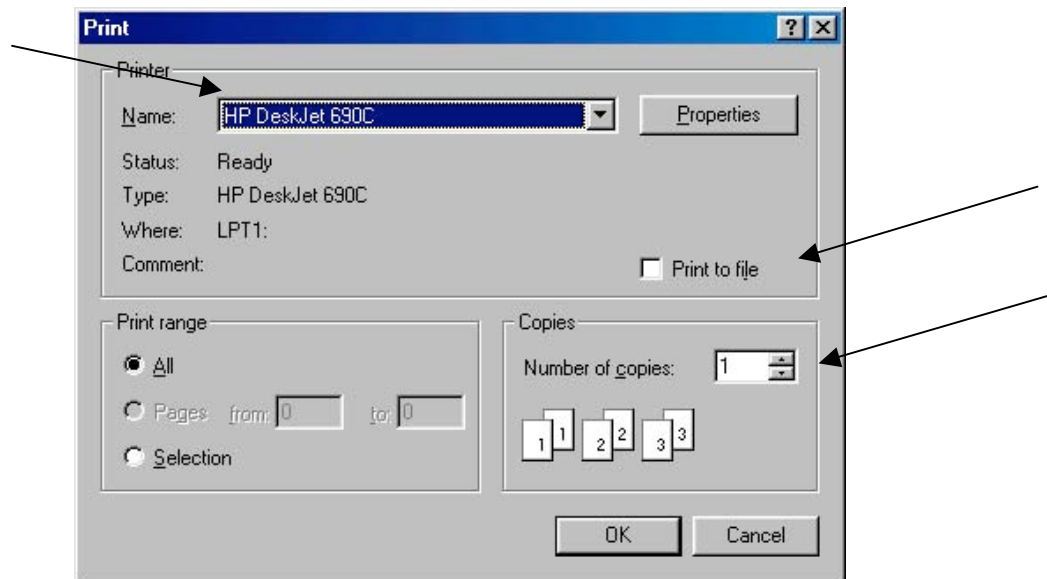 Print
Printer
Name: HP DeskJet 690C Properties
Status: Ready
Type: HP DeskJet 690C
Where: LPT1:
Comment: Print to file
Print range
All
Pages from: 0 to: 0
Selection
Copies
Number of copies: 1
1 1 2 2 3 3
OK Cancel